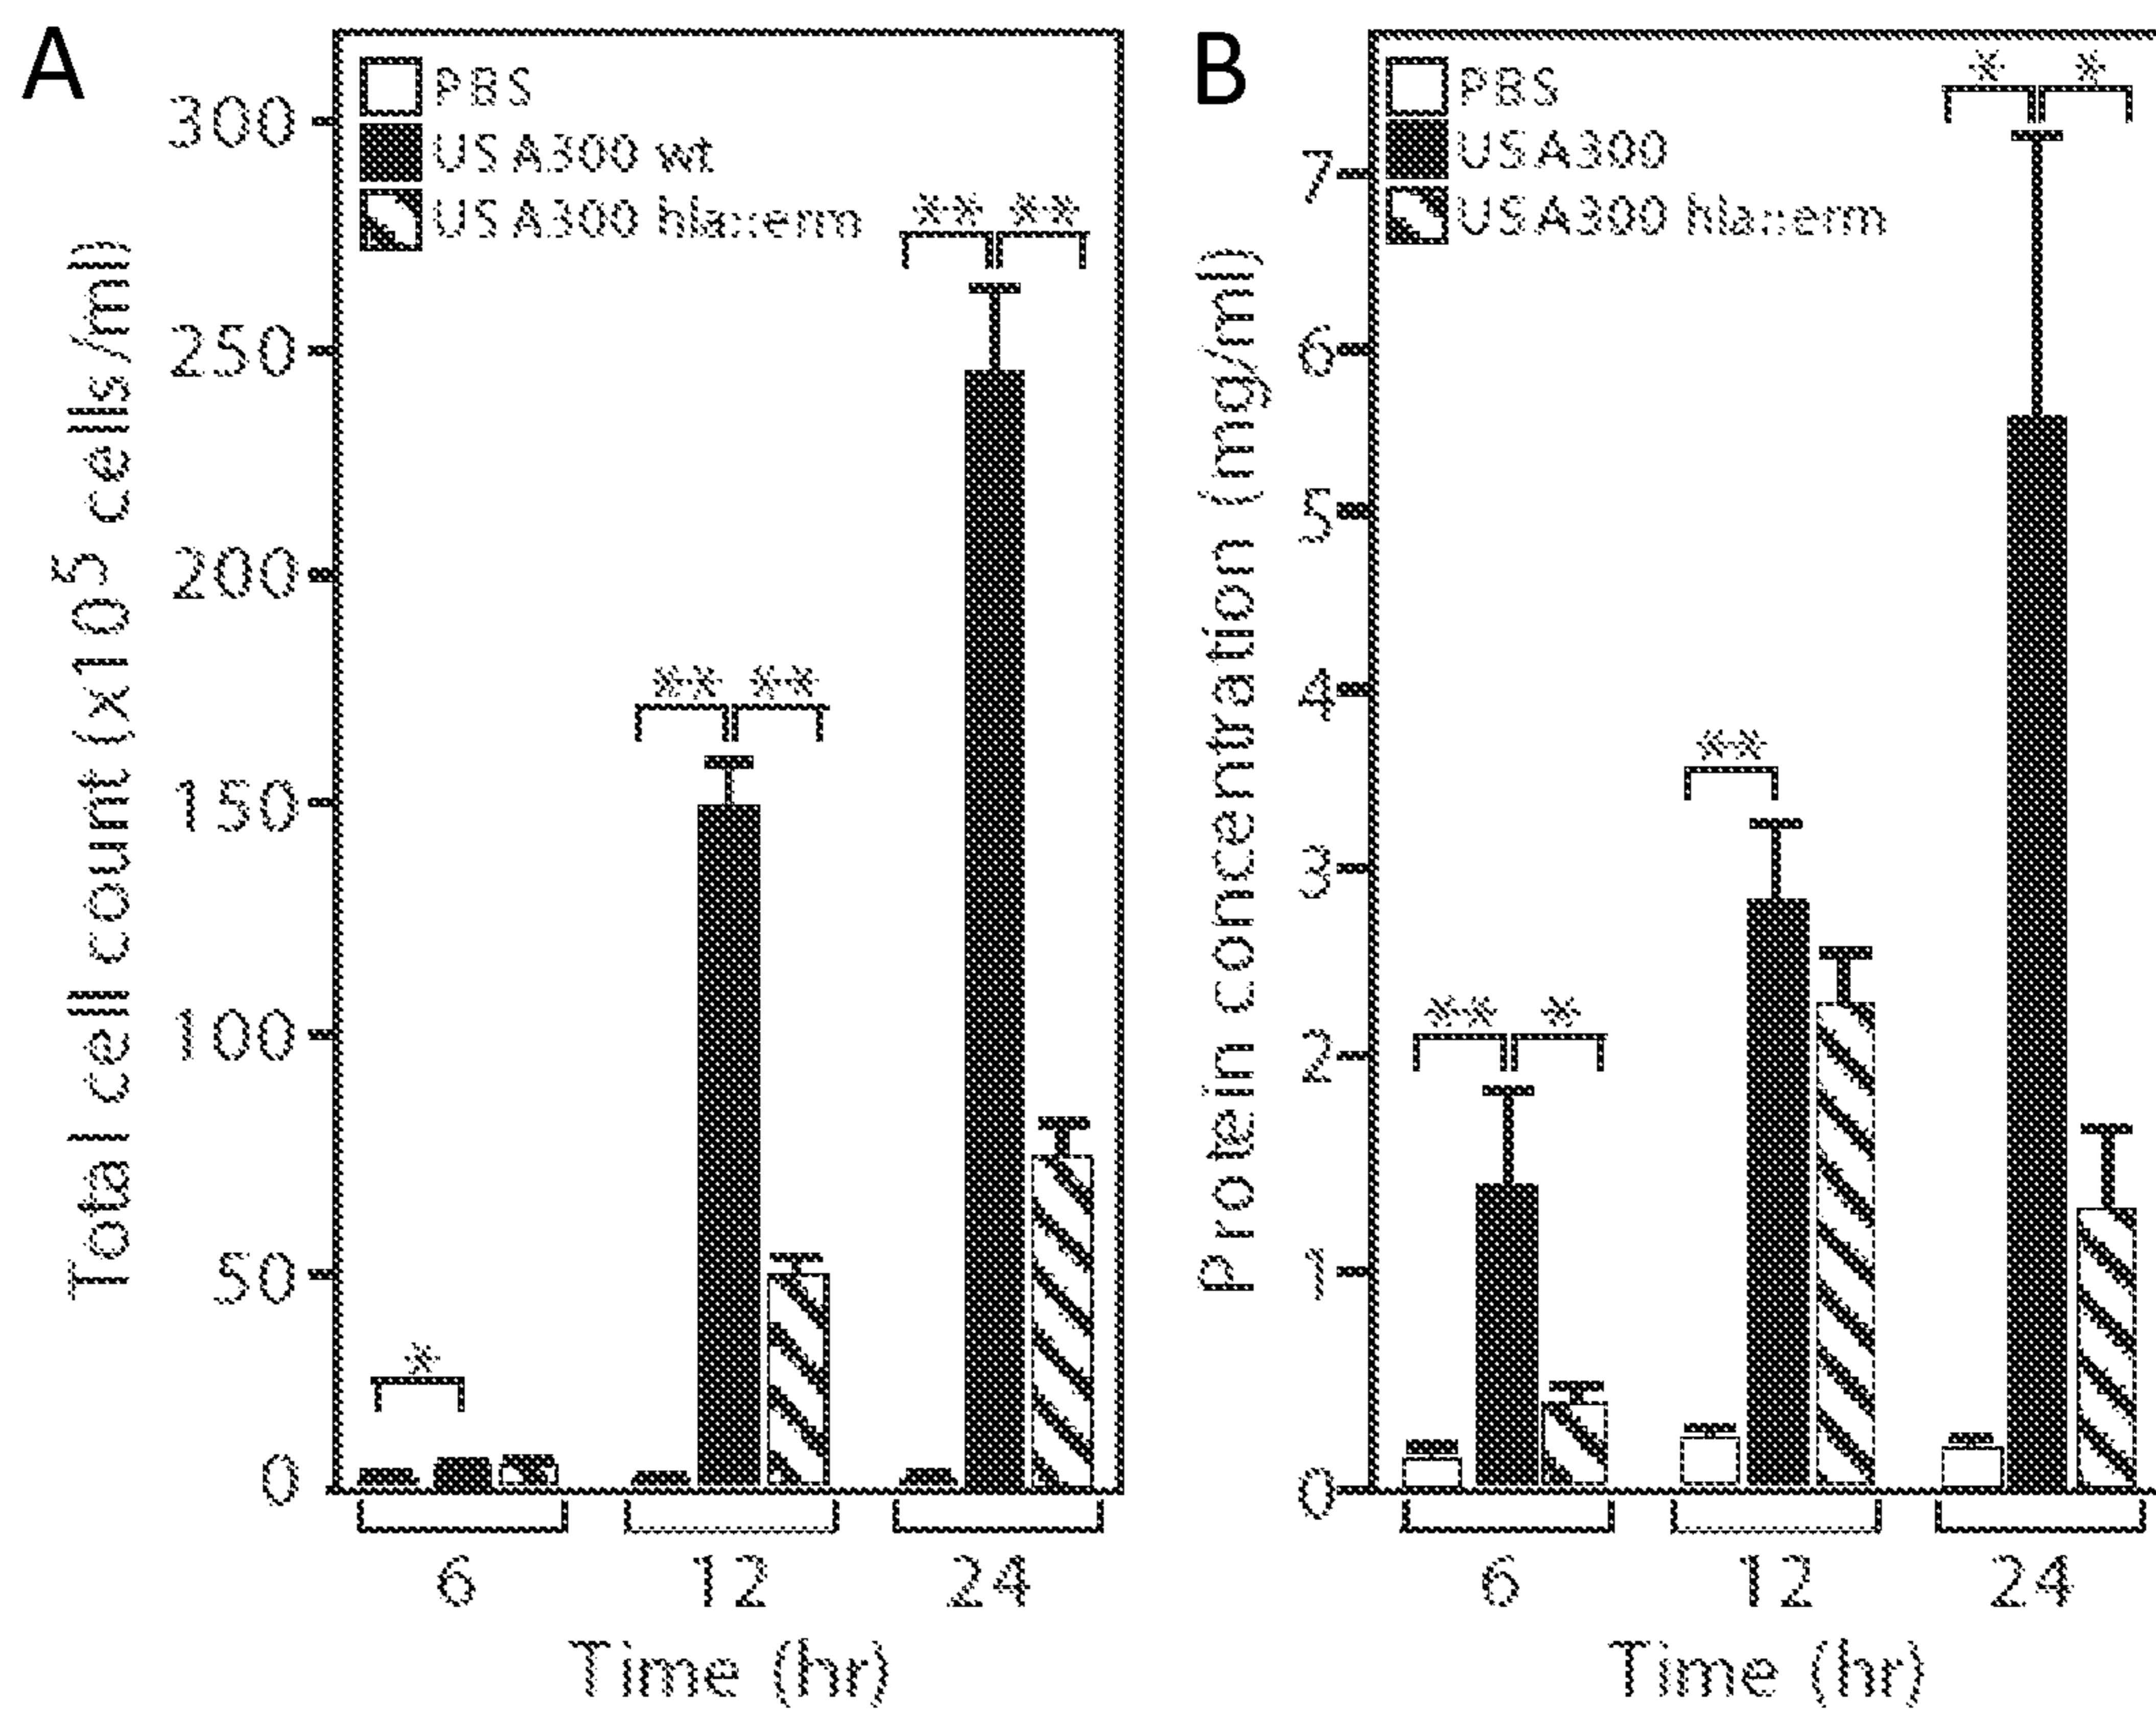 A
PBS
USA300 wt
USA300 hla::erm
Total cell count (x10⁵ cells/ml)
300
250
200
150
100
50
0
*
** **
** **
6 12 24
Time (hr)
B
PBS
USA300
USA300 hla::erm
Protein concentration (mg/ml)
7
6
5
4
3
2
1
0
** *
**
* *
6 12 24
Time (hr)